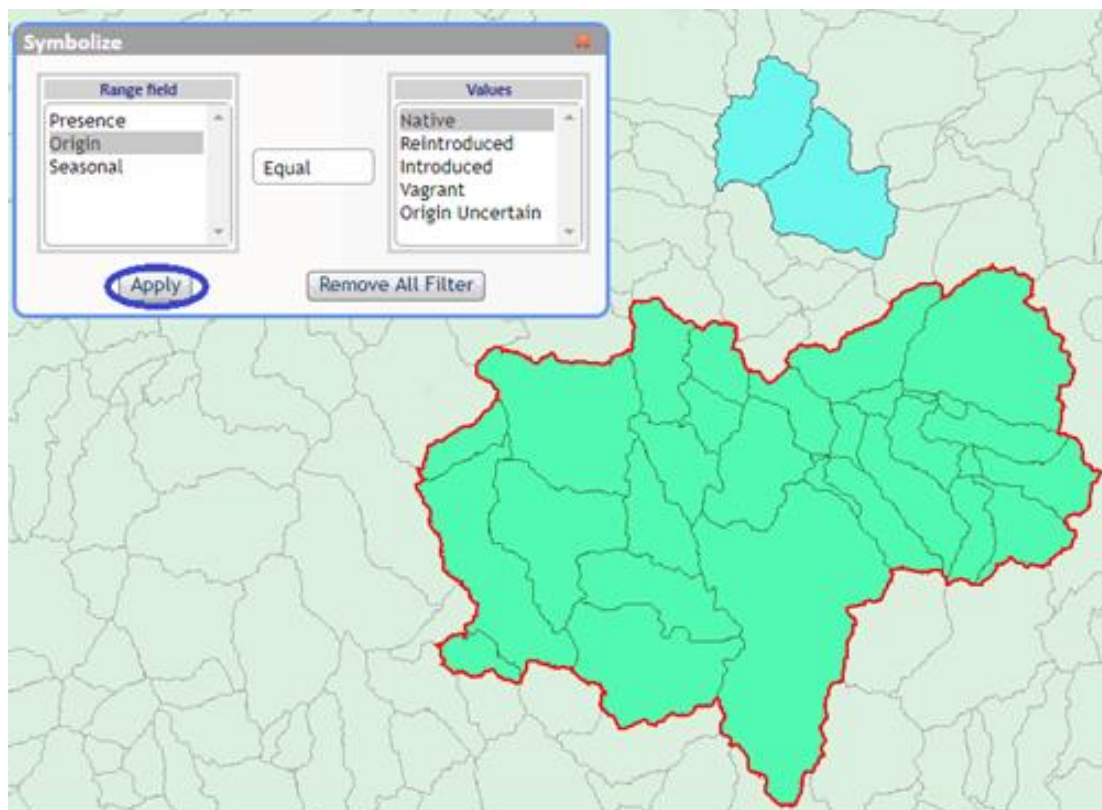 Symbolize
Range field
Presence
Origin
Seasonal
Equal
Values
Native
Reintroduced
Introduced
Vagrant
Origin Uncertain
Apply
Remove All Filter